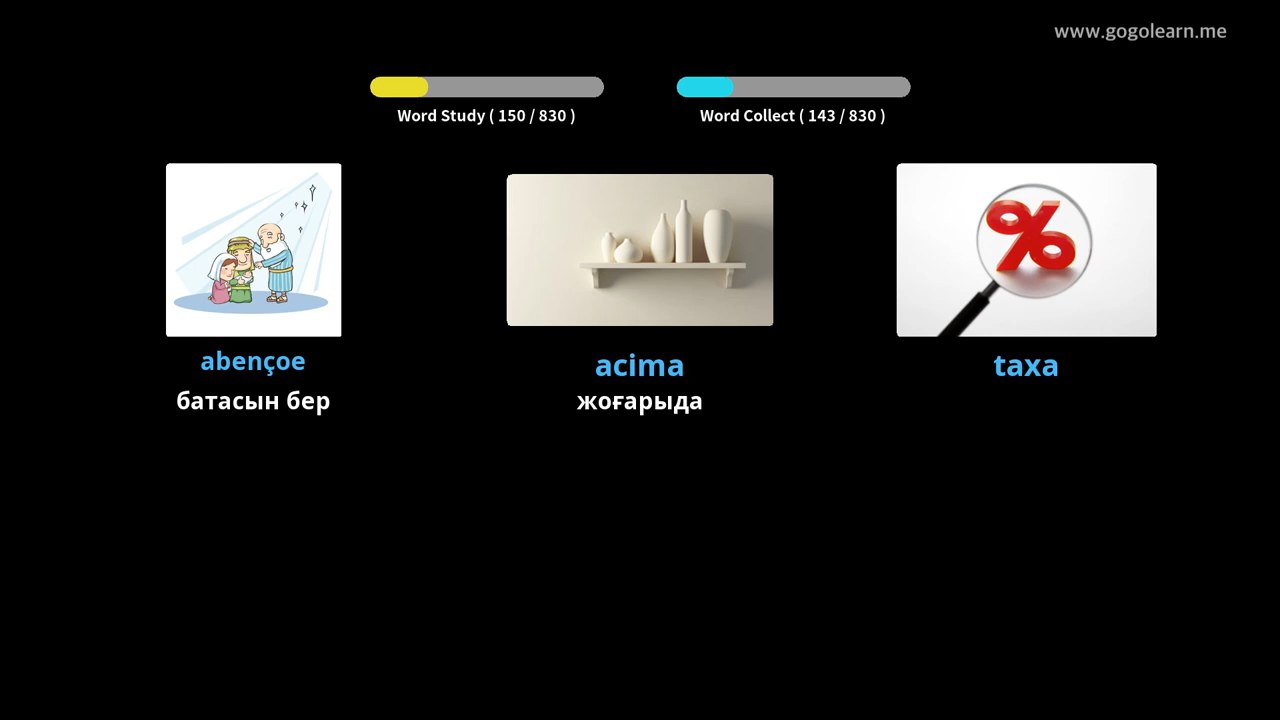 www.gogolearn.me
Word Study ( 150 / 830 )
Word Collect ( 143 / 830 )
%
abençoe
батасын бер
acima
жоғарыда
taxa